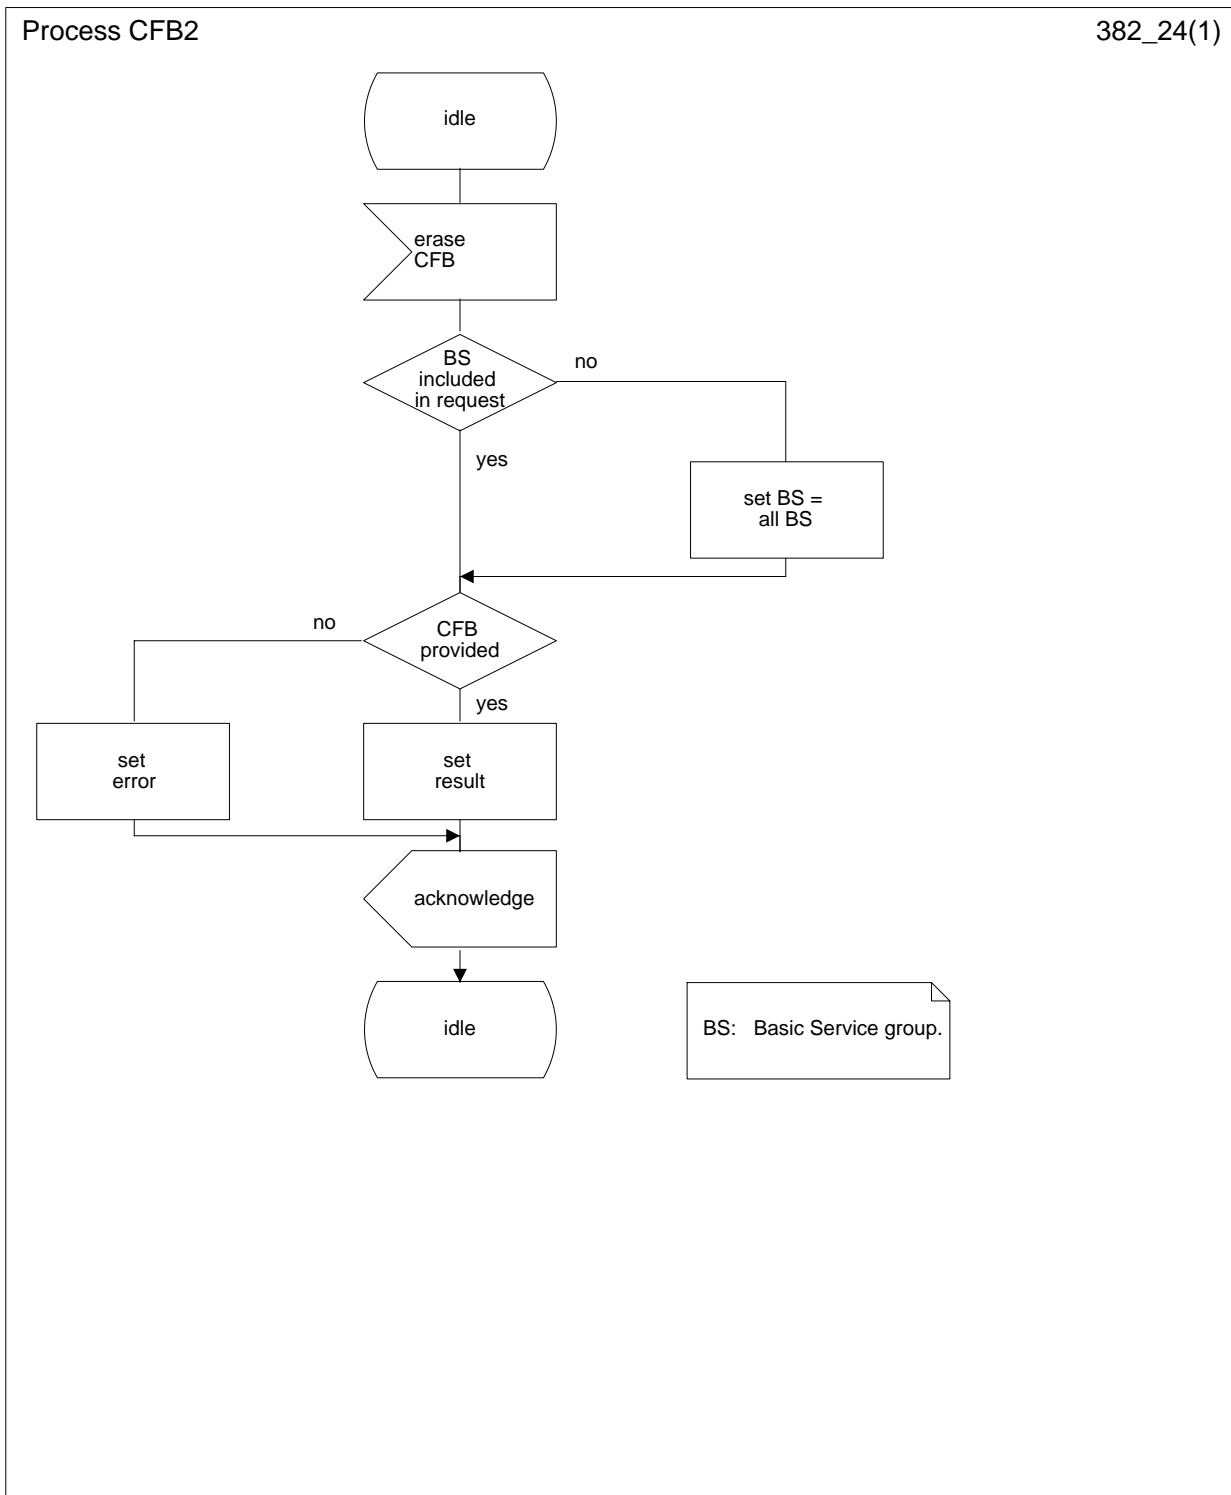 Process CFB2
382_24(1)
idle
erase
CFB
BS
included
in request
no
yes
set BS =
all BS
no
CFB
provided
yes
set
error
set
result
acknowledge
idle
BS: Basic Service group.